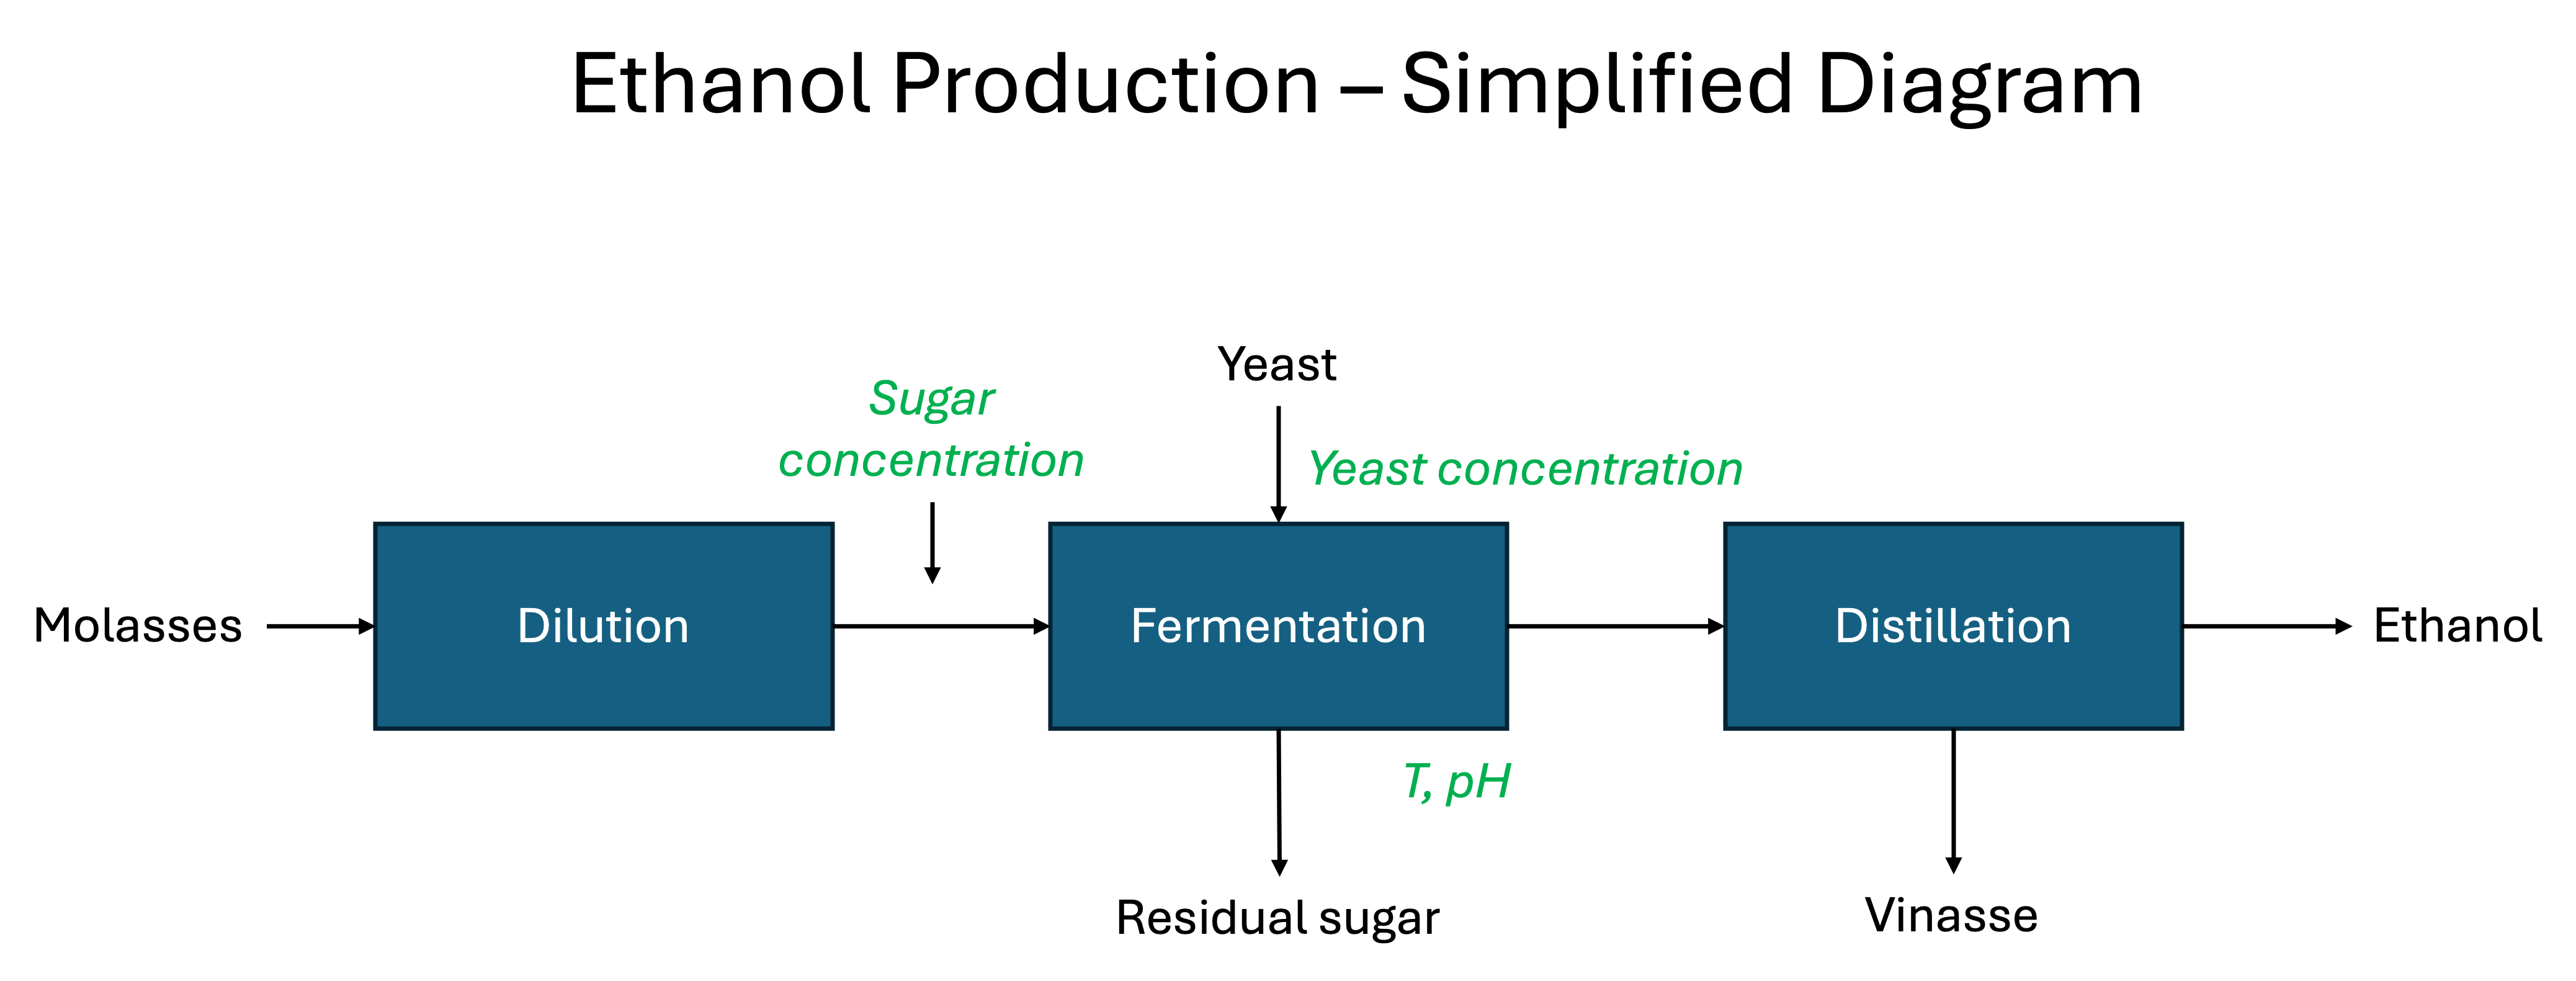 Ethanol Production – Simplified Diagram
Yeast
Sugar
concentration
Yeast concentration
Molasses
Dilution
Fermentation
Distillation
Ethanol
T, pH
Residual sugar
Vinasse